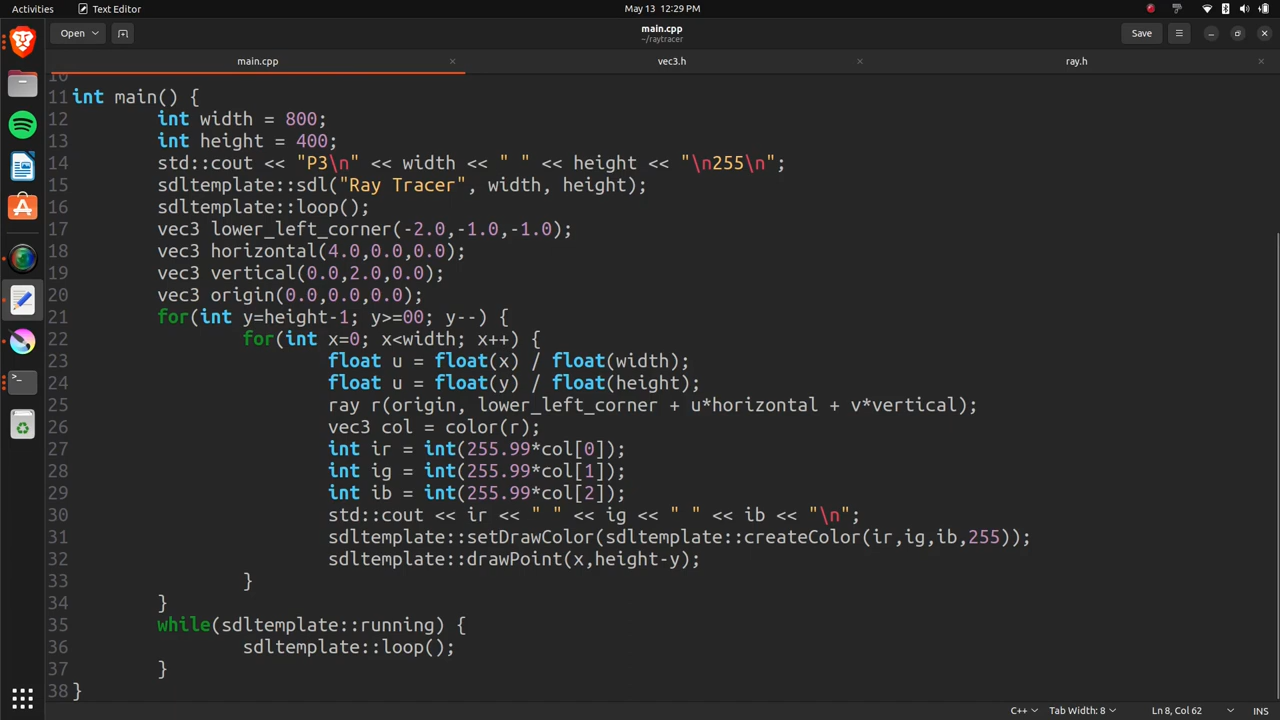 Activities Text Editor May 13 12:29 PM
Open main.cpp Save
~/raytracer
main.cpp vec3.h ray.h
10
11 int main() {
12 int width = 800;
13 int height = 400;
14 std::cout << "P3\n" << width << " " << height << "\n255\n";
15 sdltemplate::sdl("Ray Tracer", width, height);
16 sdltemplate::loop();
17 vec3 lower_left_corner(-2.0,-1.0,-1.0);
18 vec3 horizontal(4.0,0.0,0.0);
19 vec3 vertical(0.0,2.0,0.0);
20 vec3 origin(0.0,0.0,0.0);
21 for(int y=height-1; y>=00; y--) {
22 for(int x=0; x<width; x++) {
23 float u = float(x) / float(width);
24 float u = float(y) / float(height);
25 ray r(origin, lower_left_corner + u*horizontal + v*vertical);
26 vec3 col = color(r);
27 int ir = int(255.99*col[0]);
28 int ig = int(255.99*col[1]);
29 int ib = int(255.99*col[2]);
30 std::cout << ir << " " << ig << " " << ib << "\n";
31 sdltemplate::setDrawColor(sdltemplate::createColor(ir,ig,ib,255));
32 sdltemplate::drawPoint(x,height-y);
33 }
34 }
35 while(sdltemplate::running) {
36 sdltemplate::loop();
37 }
38 }
C++ Tab Width: 8 Ln 8, Col 62 INS